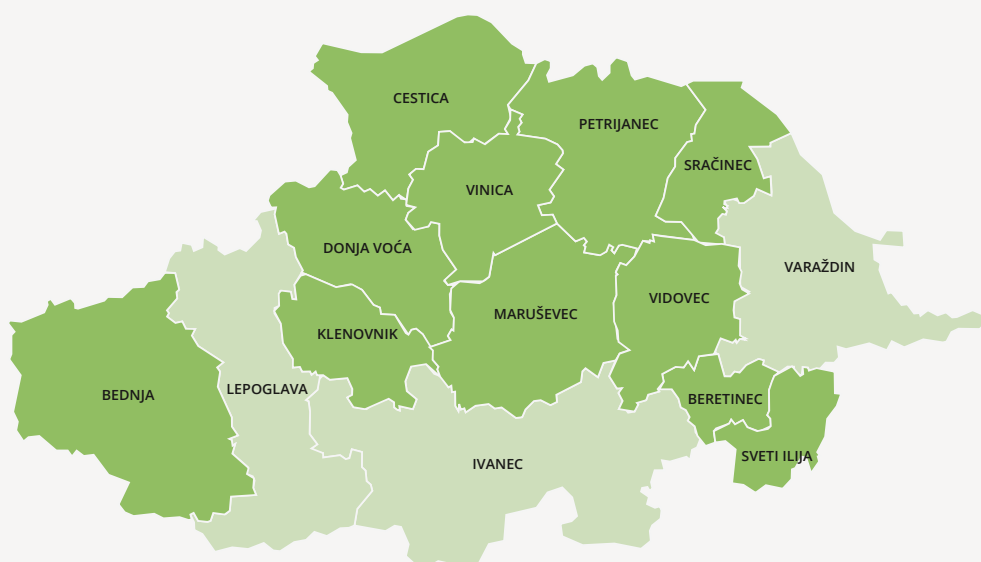 CESTICA
PETRIJANEC
SRAČINEC
VINICA
DONJA VOĆA
VARAŽDIN
VIDOVEC
MARUŠEVEC
KLENOVNIK
LEPOGLAVA
BEDNJA
BERETINEC
SVETI ILIJA
IVANEC